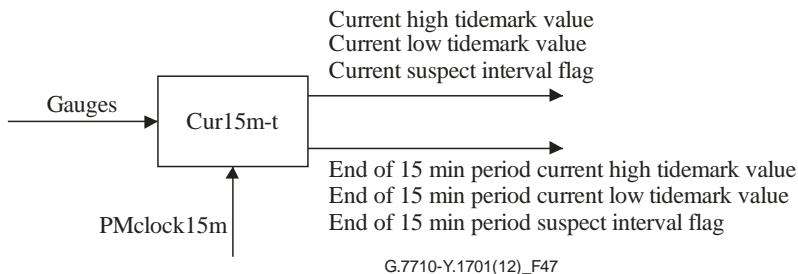 Current high tidemark value
Current low tidemark value
Current suspect interval flag
Gauges
Cur15m-t
End of 15 min period current high tidemark value
End of 15 min period current low tidemark value
End of 15 min period suspect interval flag
PMclock15m
G.7710-Y.1701(12)_F47